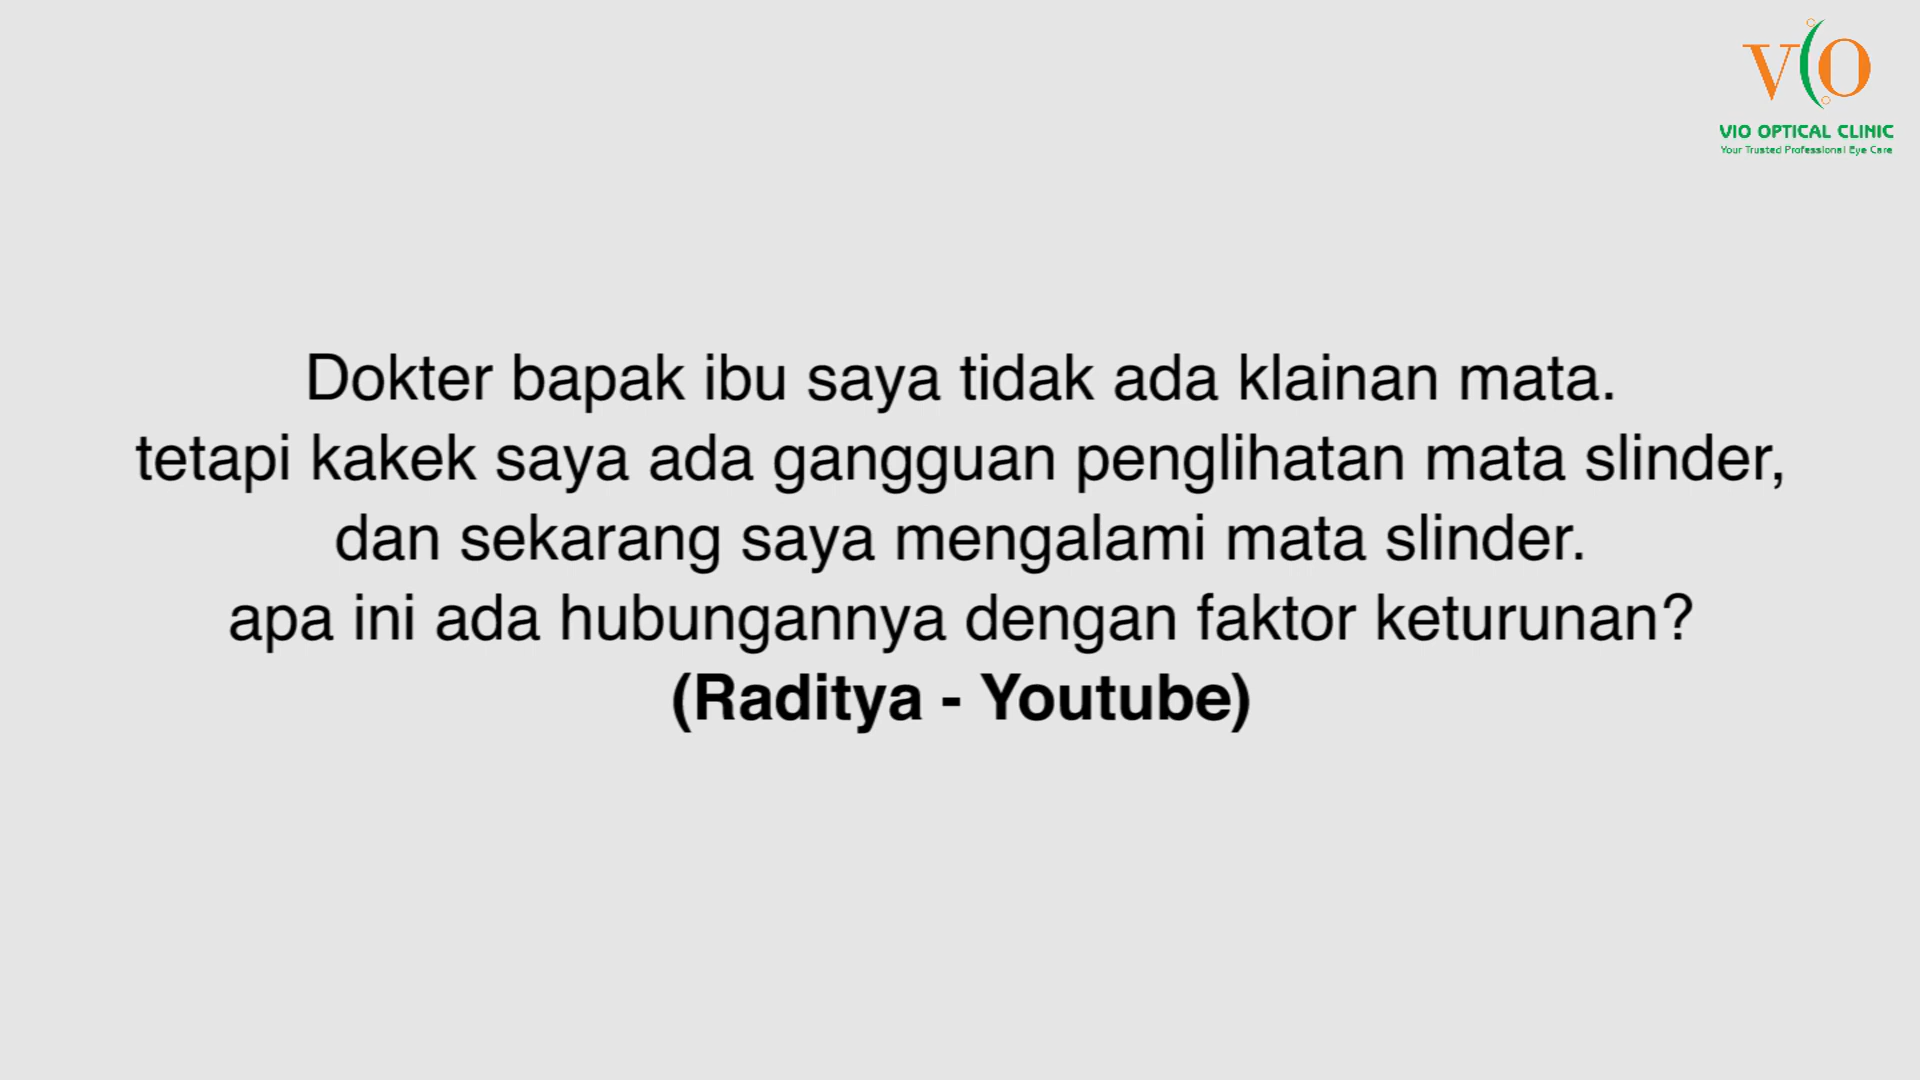 VIO
VIO OPTICAL CLINIC
Your Trusted Professional Eye Care
Dokter bapak ibu saya tidak ada klainan mata.
tetapi kakek saya ada gangguan penglihatan mata slinder,
dan sekarang saya mengalami mata slinder.
apa ini ada hubungannya dengan faktor keturunan?
(Raditya - Youtube)